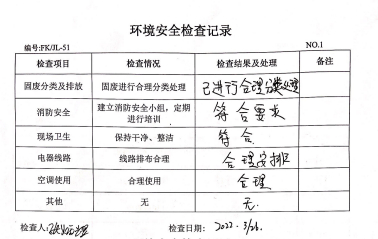 环境安全检查记录
编号:FK/JL-51 NO.1
检查项目 检查情况 检查结果及处理 备注
固废分类及排放 固废进行合理分类处理 已进行合理分类处理
消防安全 建立消防安全小组，定期进行培训 符合要求
现场卫生 保持干净、整洁 符合
电器线路 线路排布合理 合理安排
空调使用 合理使用 合理
其他 无 无.
检查人: 检查日期: 2022.3/26.